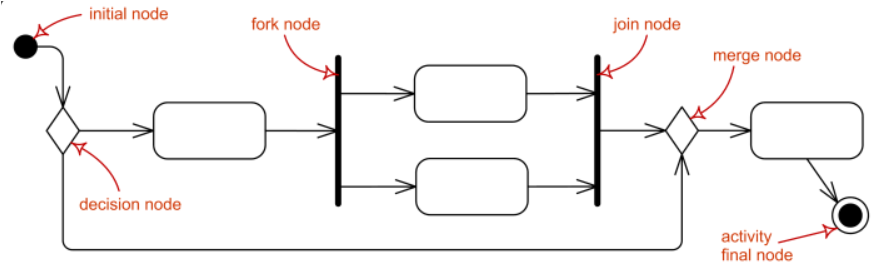 initial node
fork node
join node
merge node
decision node
activity
final node